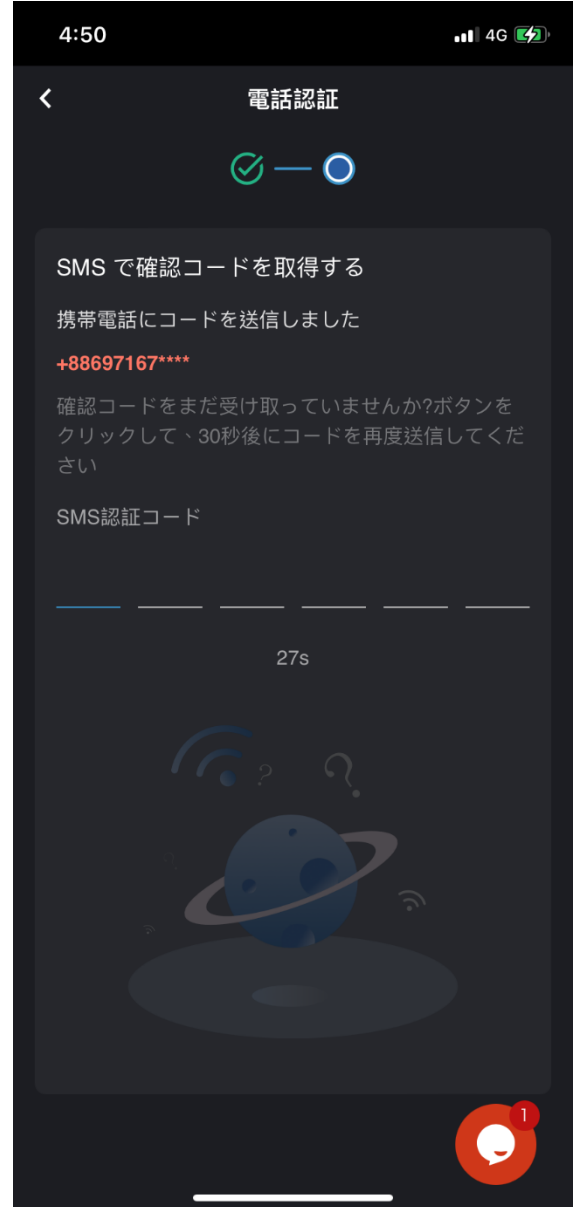 4:50
4G
電話認証
SMS で確認コードを取得する
携帯電話にコードを送信しました
+88697167****
確認コードをまだ受け取っていませんか?ボタンを
クリックして、30秒後にコードを再度送信してくだ
さい
SMS認証コード
27s
? ?
1